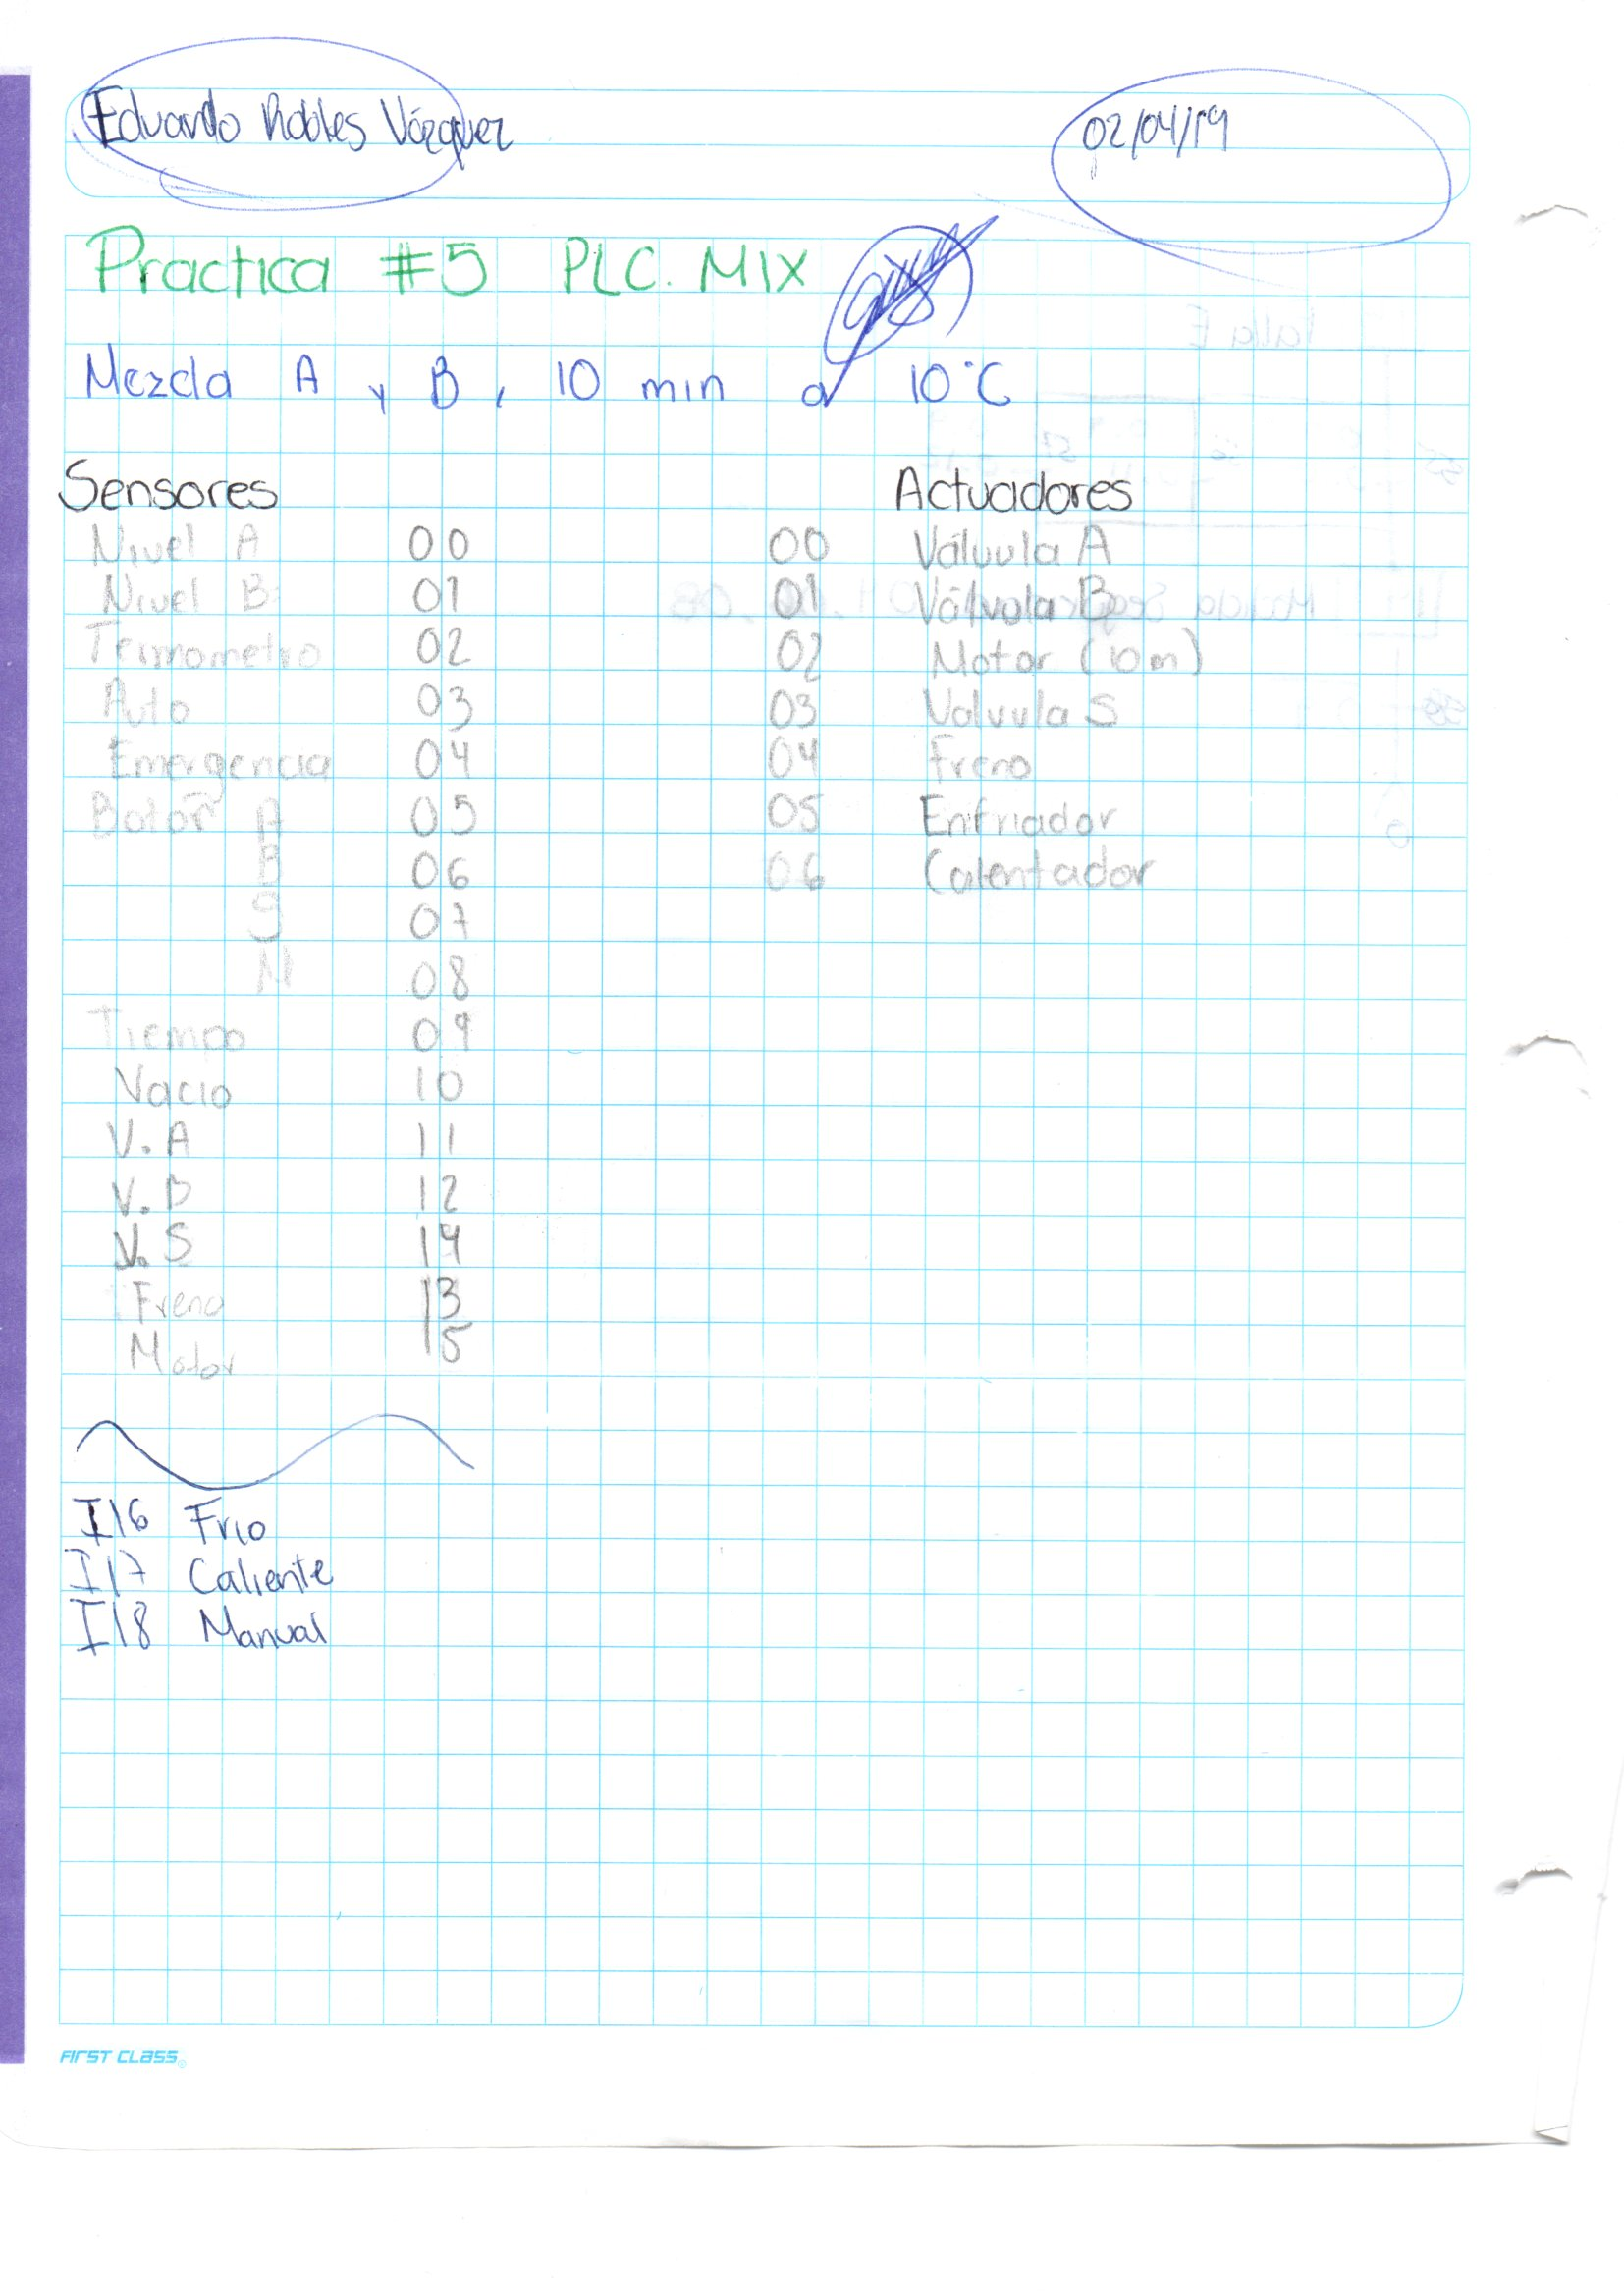 Eduardo Robles Vázquez 02/04/19
Practica #5 PLC. MIX
Mezcla A y B, 10 min a 10°C
Sensores Actuadores
Nivel A 00 00 Válvula A
Nivel B 01 01 Válvula B
Termometro 02 02 Motor (10m)
Auto 03 03 Valvula S
Emergencia 04 04 Freno
Boton A 05 05 Enfriador
B 06 06 Calentador
S 07
M 08
Tiempo 09
Vacio 10
V. A 11
V. B 12
V. S 14
Freno 13
Motor 15
I16 Frio
I17 Caliente
I18 Manual
FIRST CLASS